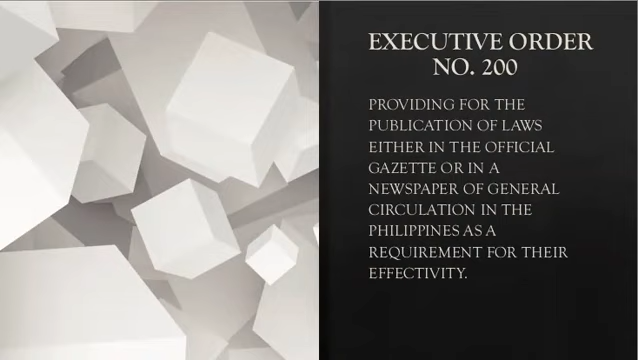 EXECUTIVE ORDER
NO. 200
PROVIDING FOR THE
PUBLICATION OF LAWS
EITHER IN THE OFFICIAL
GAZETTE OR IN A
NEWSPAPER OF GENERAL
CIRCULATION IN THE
PHILIPPINES AS A
REQUIREMENT FOR THEIR
EFFECTIVITY.